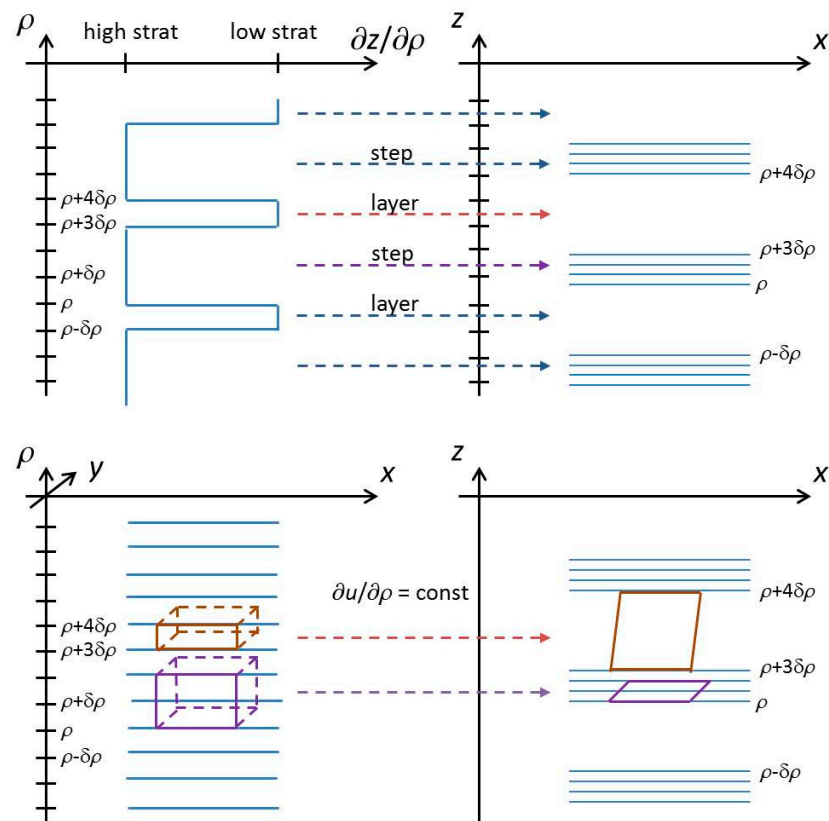 ρ
high strat
low strat
∂z/∂ρ
z
x
step
ρ+4δρ
ρ+4δρ
layer
ρ+3δρ
step
ρ+3δρ
ρ+δρ
ρ
ρ
layer
ρ-δρ
ρ-δρ
ρ
y
x
z
x
∂u/∂ρ = const
ρ+4δρ
ρ+4δρ
ρ+3δρ
ρ+3δρ
ρ+δρ
ρ
ρ
ρ-δρ
ρ-δρ